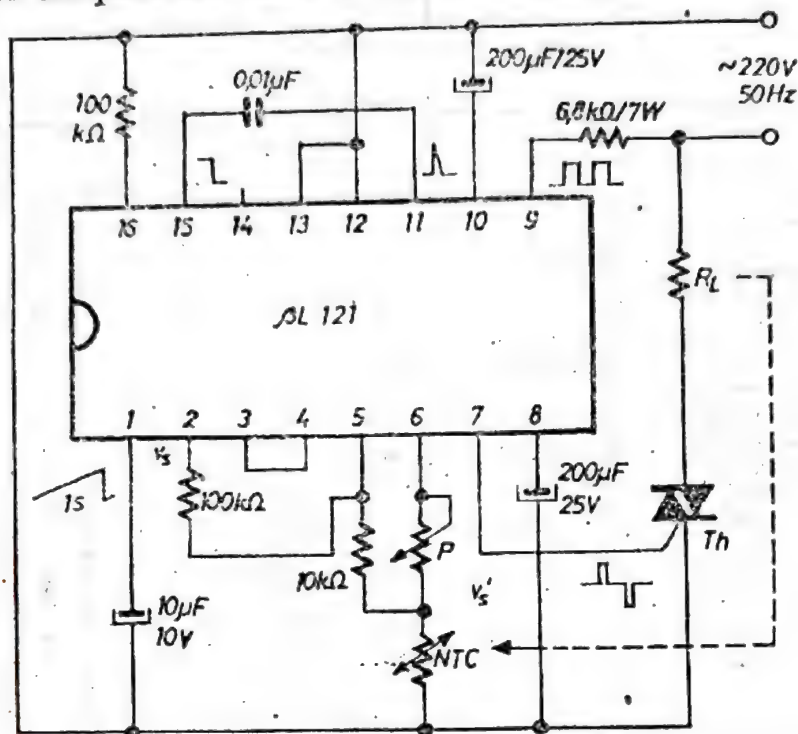 200µF/25V
~220V
50Hz
0,01µF
100
kΩ
6,8kΩ/7W
16
15
14
13
12
11
10
9
RL
βL 121
1
2
3
4
5
6
7
8
Vs
1s
100kΩ
200µF
25V
10kΩ
P
Vs'
Th
10µF
10V
NTC